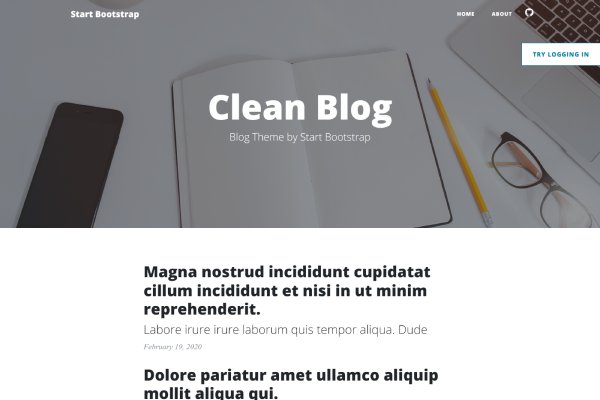 Start Bootstrap
HOME
ABOUT
TRY LOGGING IN
Clean Blog
Blog Theme by Start Bootstrap
Magna nostrud incididunt cupidatat
cillum incididunt et nisi in ut minim
reprehenderit.
Labore irure irure laborum quis tempor aliqua. Dude
February 19, 2020
Dolore pariatur amet ullamco aliquip
mollit aliqua qui.